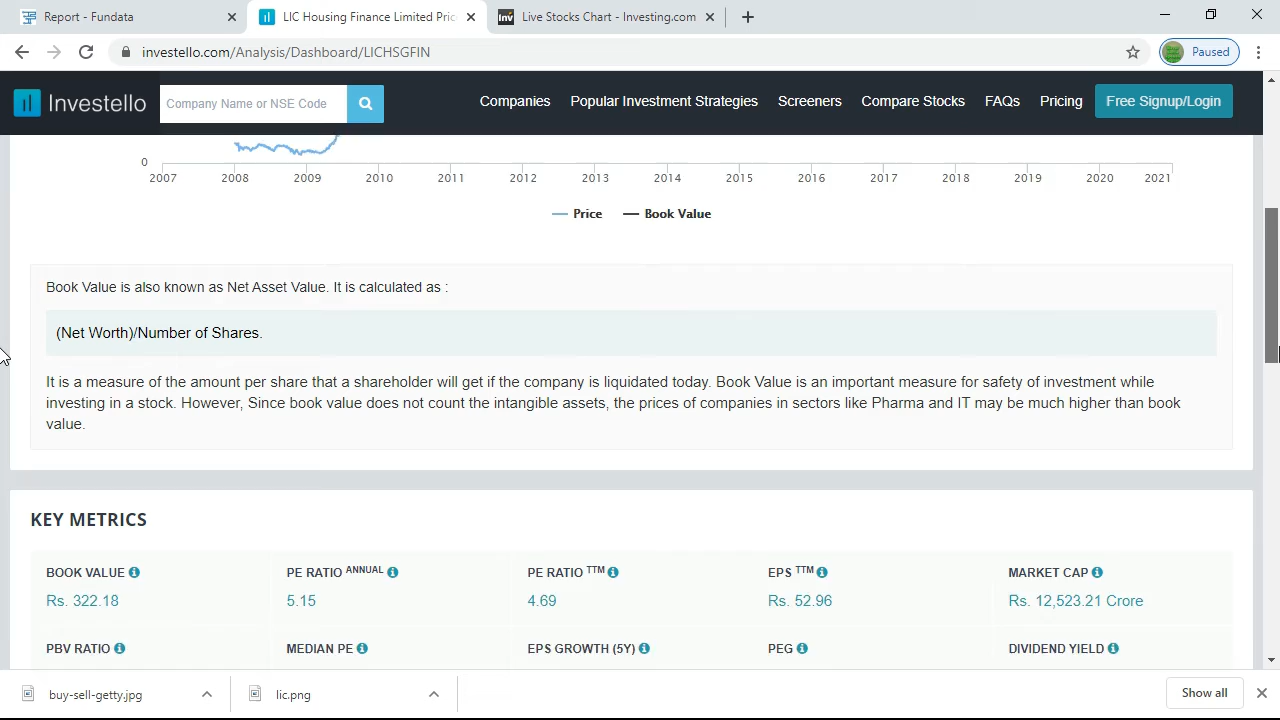 Report - Fundata
LIC Housing Finance Limited Pric
Live Stocks Chart - Investing.com
investello.com/Analysis/Dashboard/LICHSGFIN
Paused
Investello
Company Name or NSE Code
Companies
Popular Investment Strategies
Screeners
Compare Stocks
FAQs
Pricing
Free Signup/Login
0
2007 2008 2009 2010 2011 2012 2013 2014 2015 2016 2017 2018 2019 2020 2021
Price Book Value
Book Value is also known as Net Asset Value. It is calculated as :
(Net Worth)/Number of Shares.
It is a measure of the amount per share that a shareholder will get if the company is liquidated today. Book Value is an important measure for safety of investment while
investing in a stock. However, Since book value does not count the intangible assets, the prices of companies in sectors like Pharma and IT may be much higher than book
value.
KEY METRICS
BOOK VALUE PE RATIO ANNUAL PE RATIO TTM EPS TTM MARKET CAP
Rs. 322.18 5.15 4.69 Rs. 52.96 Rs. 12,523.21 Crore
PBV RATIO MEDIAN PE EPS GROWTH (5Y) PEG DIVIDEND YIELD
buy-sell-getty.jpg
lic.png
Show all